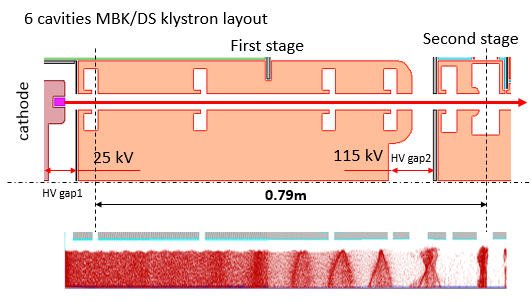 6 cavities MBK/DS klystron layout
First stage
Second stage
cathode
25 kV
115 kV
HV gap2
HV gap1
0.79m